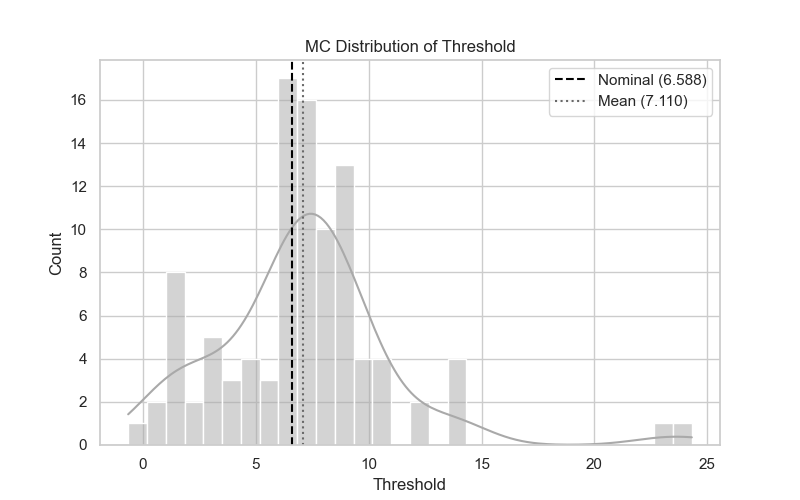 MC Distribution of Threshold
Nominal (6.588)
Mean (7.110)
16
14
12
10
8
6
4
2
0
Count
0 5 10 15 20 25
Threshold